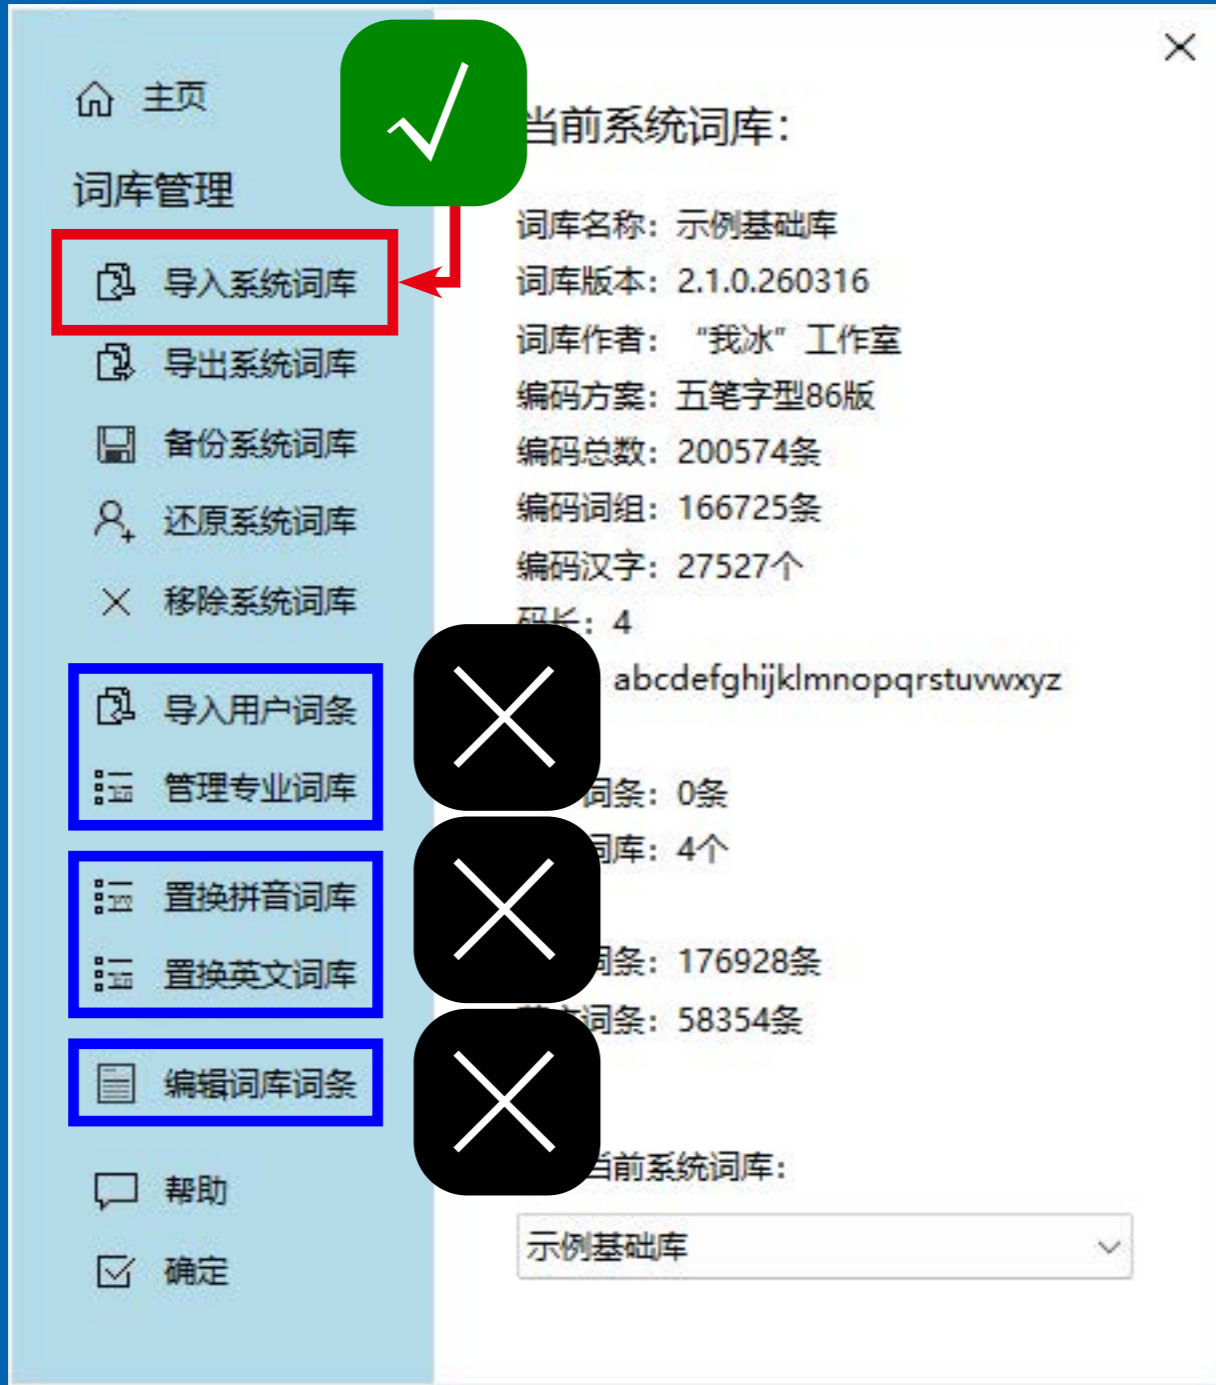 主页
词库管理
导入系统词库
导出系统词库
备份系统词库
还原系统词库
移除系统词库
导入用户词条
管理专业词库
置换拼音词库
置换英文词库
编辑词库词条
帮助
确定
当前系统词库：
词库名称：示例基础库
词库版本：2.1.0.260316
词库作者：“我冰”工作室
编码方案：五笔字型86版
编码总数：200574条
编码词组：166725条
编码汉字：27527个
码长：4
abcdefghijklmnopqrstuvwxyz
词条：0条
词库：4个
词条：176928条
词条：58354条
当前系统词库：
示例基础库